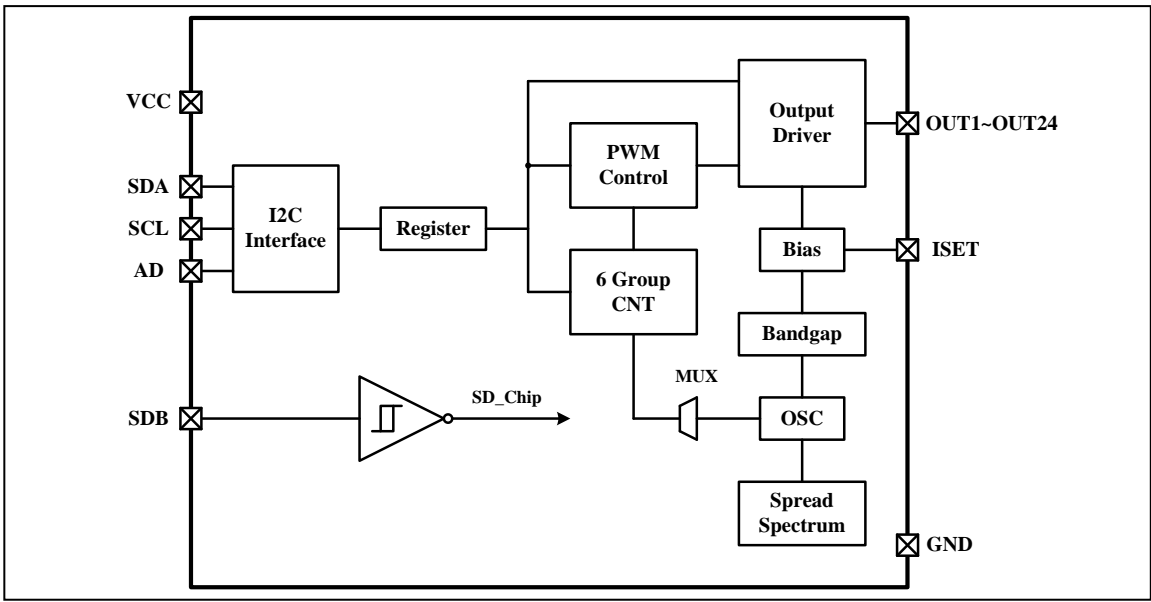 VCC
SDA
SCL
AD
SDB
I2C
Interface
Register
SD_Chip
PWM
Control
6 Group
CNT
MUX
Output
Driver
Bias
Bandgap
OSC
Spread
Spectrum
OUT1~OUT24
ISET
GND